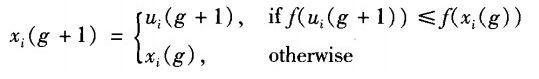 x_i(g + 1) = { u_i(g + 1), if f(u_i(g + 1)) ≤ f(x_i(g))
x_i(g), otherwise